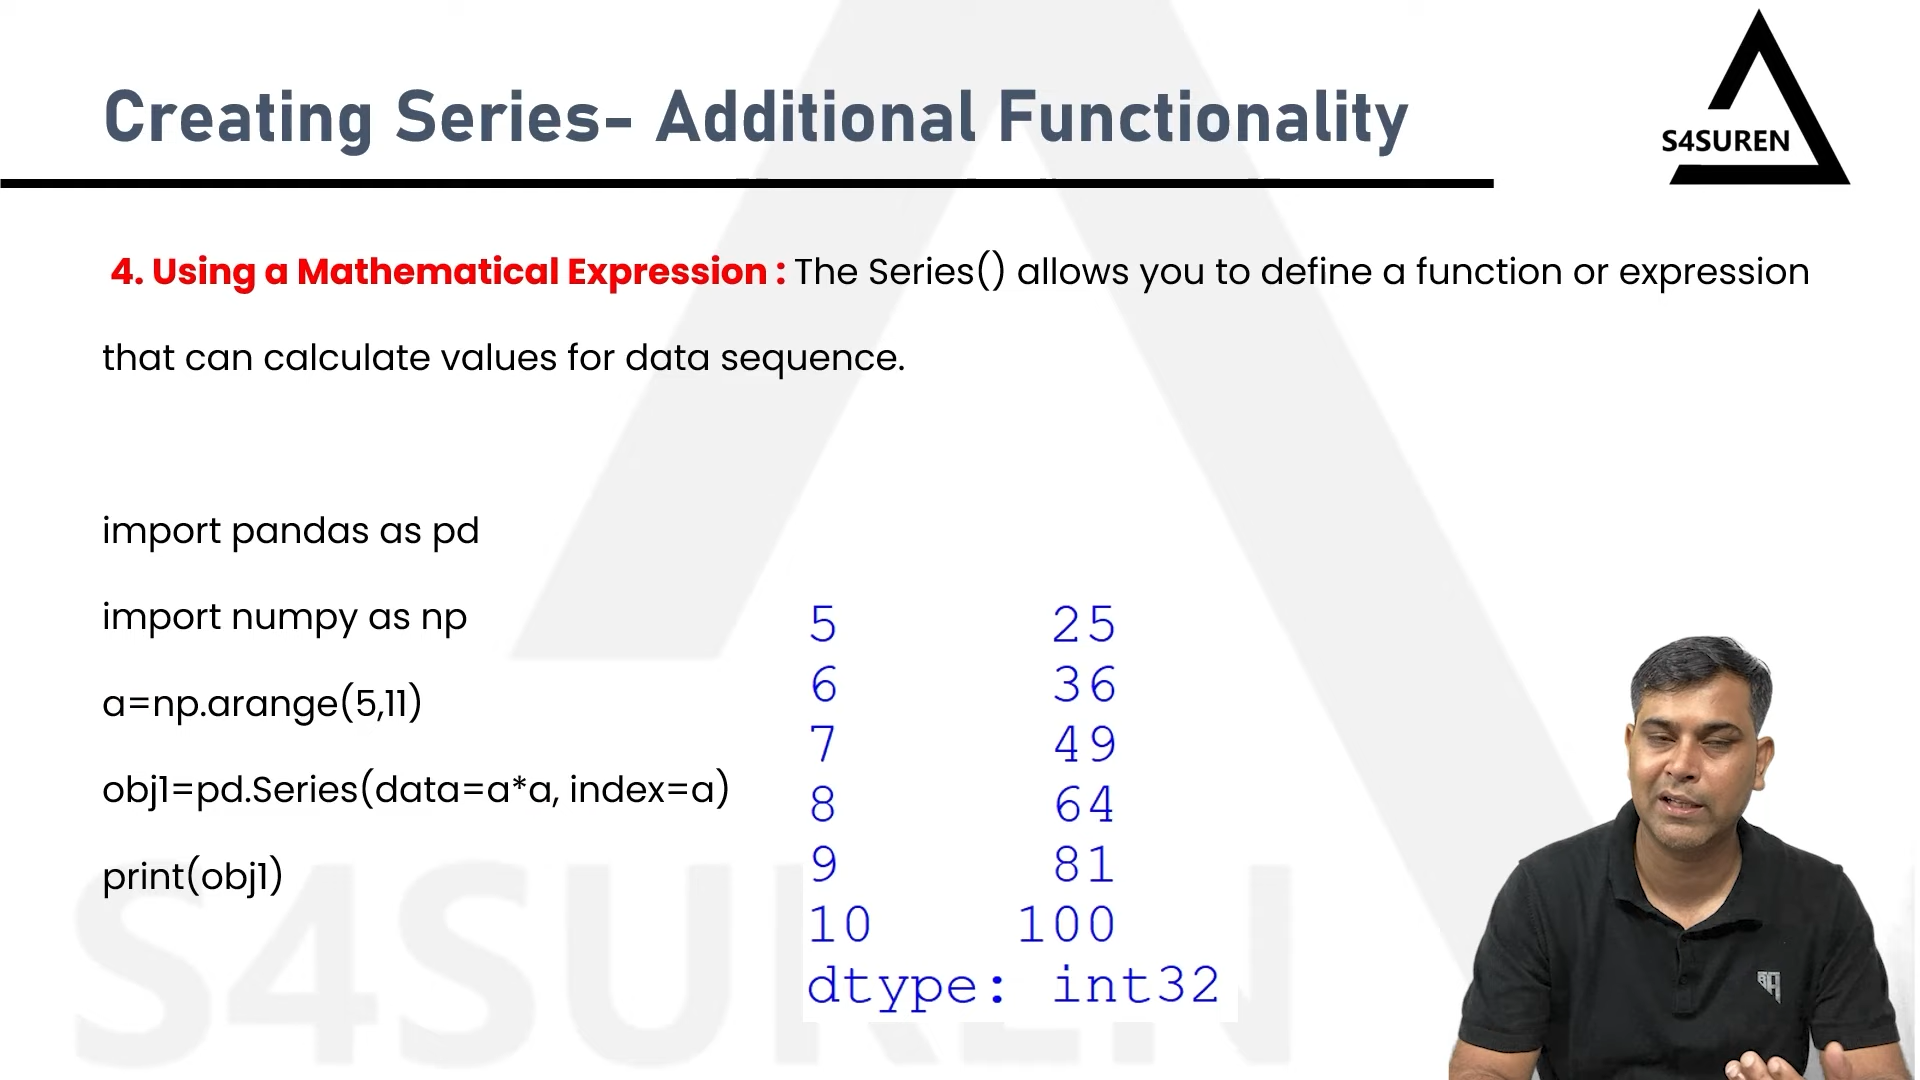 Creating Series- Additional Functionality
S4SUREN
4. Using a Mathematical Expression : The Series() allows you to define a function or expression
that can calculate values for data sequence.
import pandas as pd
import numpy as np
a=np.arange(5,11)
obj1=pd.Series(data=a*a, index=a)
print(obj1)
5 25
6 36
7 49
8 64
9 81
10 100
dtype: int32
S4SUREN